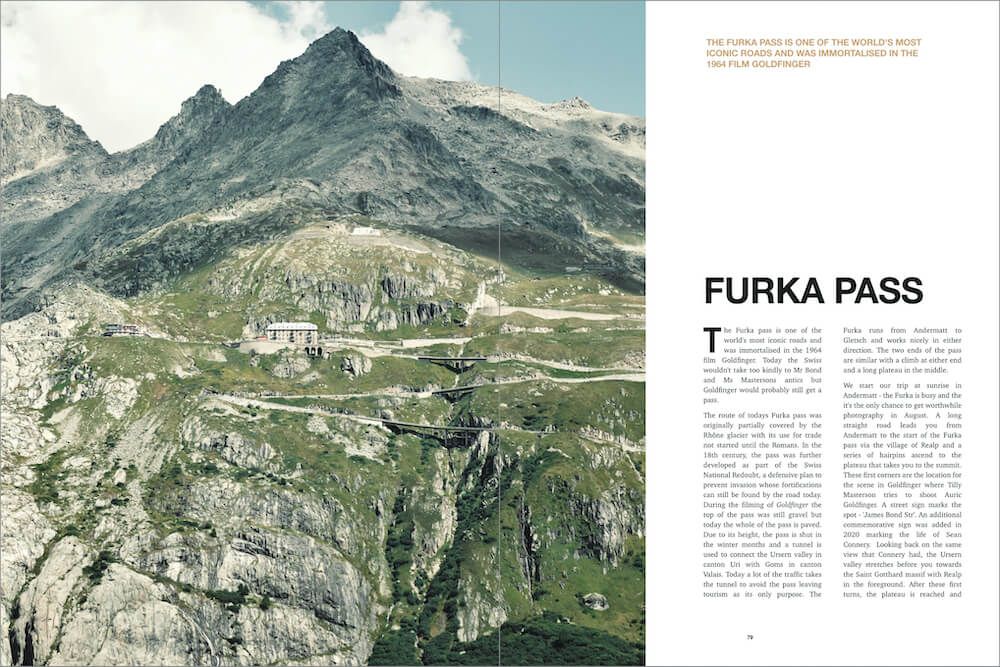 THE FURKA PASS IS ONE OF THE WORLD'S MOST
ICONIC ROADS AND WAS IMMORTALISED IN THE
1964 FILM GOLDFINGER
FURKA PASS
The Furka pass is one of the
world's most iconic roads and
was immortalised in the 1964
film Goldfinger. Today the Swiss
wouldn't take too kindly to Mr Bond
and Ms Mastersons antics but
Goldfinger would probably still get a
pass.
The route of todays Furka pass was
originally partially covered by the
Rhône glacier with its use for trade
not started until the Romans. In the
18th century, the pass was further
developed as part of the Swiss
National Redoubt, a defensive plan to
prevent invasion whose fortifications
can still be found by the road today.
During the filming of Goldfinger the
top of the pass was still gravel but
today the whole of the pass is paved.
Due to its height, the pass is shut in
the winter months and a tunnel is
used to connect the Ursern valley in
canton Uri with Goms in canton
Valais. Today a lot of the traffic takes
the tunnel to avoid the pass leaving
tourism as its only purpose. The
Furka runs from Andermatt to
Gletsch and works nicely in either
direction. The two ends of the pass
are similar with a climb at either end
and a long plateau in the middle.
We start our trip at sunrise in
Andermatt - the Furka is busy and the
it's the only chance to get worthwhile
photography in August. A long
straight road leads you from
Andermatt to the start of the Furka
pass via the village of Realp and a
series of hairpins ascend to the
plateau that takes you to the summit.
These first corners are the location for
the scene in Goldfinger where Tilly
Masterson tries to shoot Auric
Goldfinger. A street sign marks the
spot - 'James Bond Str'. An additional
commemorative sign was added in
2020 marking the life of Sean
Connery. Looking back on the same
view that Connery had, the Ursern
valley stretches before you towards
the Saint Gotthard massif with Realp
in the foreground. After these first
turns, the plateau is reached and
79